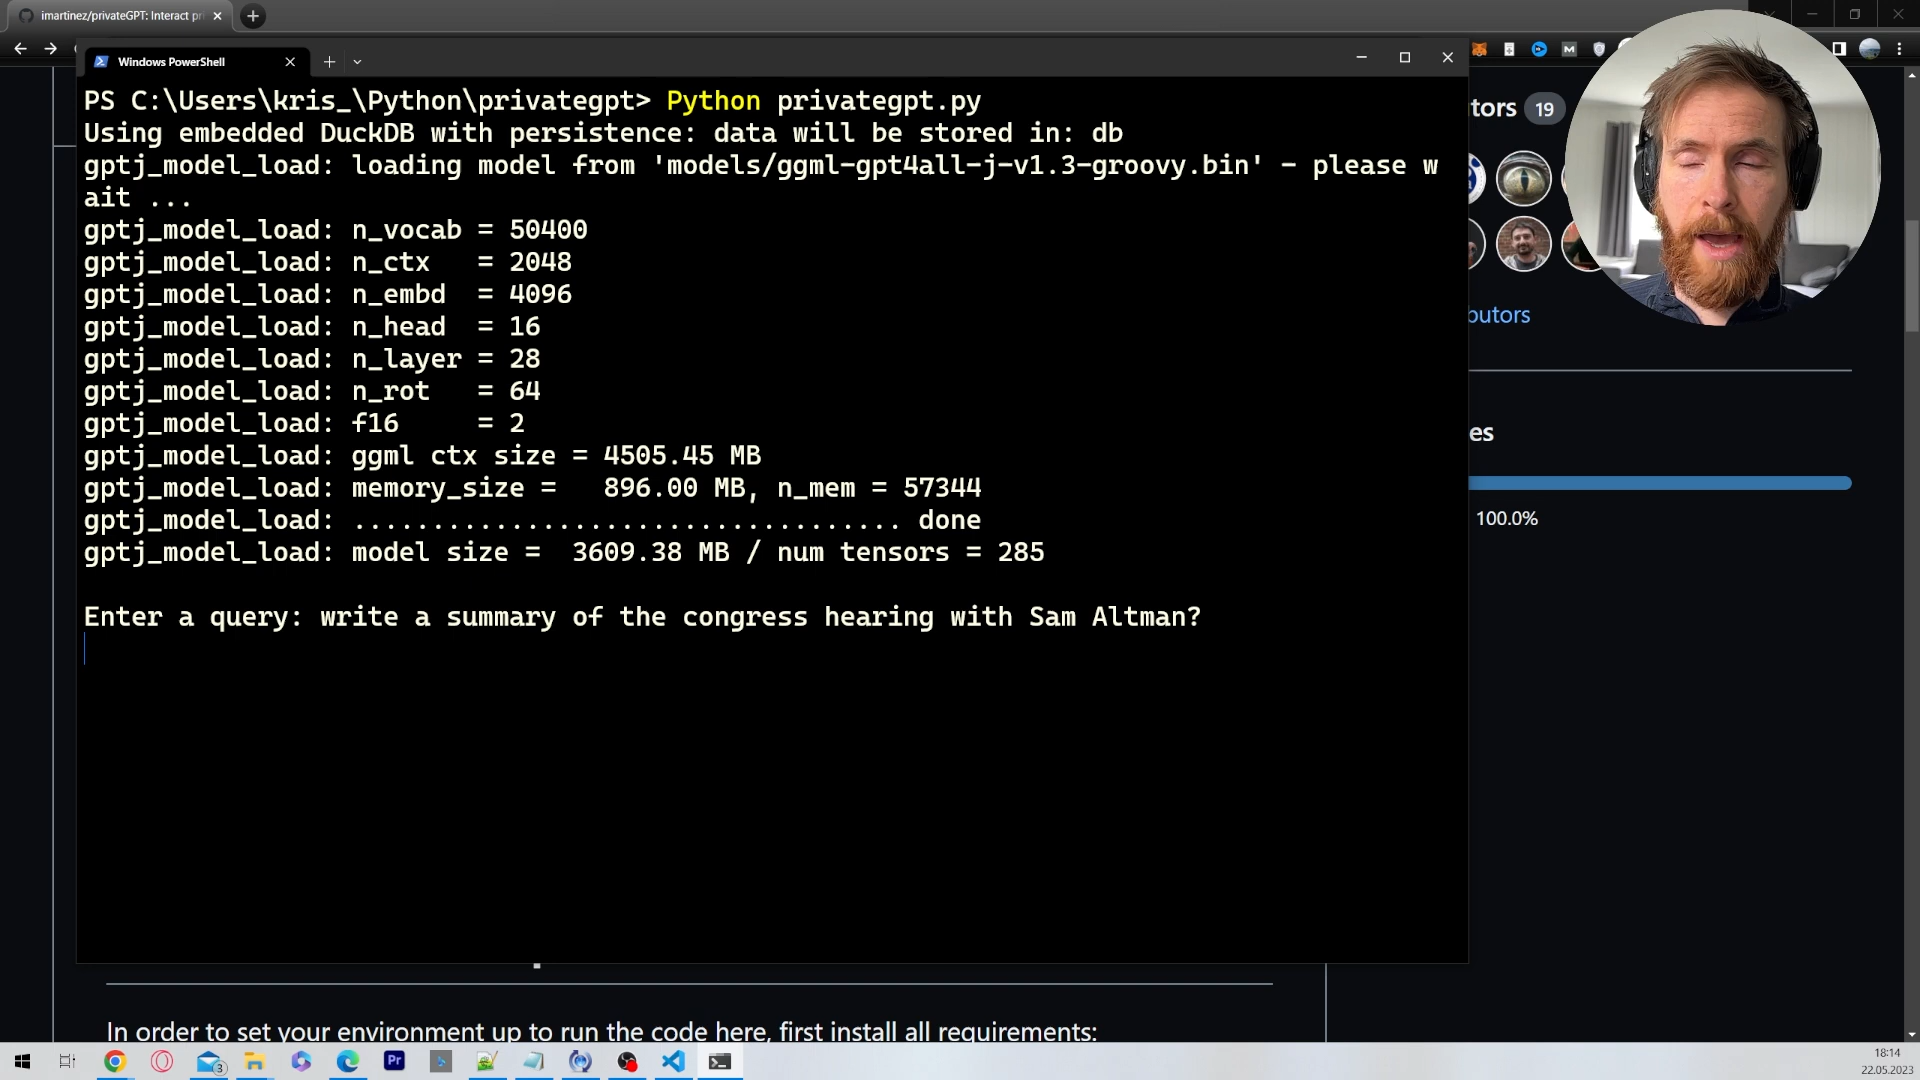 imartinez/privateGPT: Interact pri
Windows PowerShell
PS C:\Users\kris_\Python\privategpt> Python privategpt.py
Using embedded DuckDB with persistence: data will be stored in: db
gptj_model_load: loading model from 'models/ggml-gpt4all-j-v1.3-groovy.bin' - please w
ait ...
gptj_model_load: n_vocab = 50400
gptj_model_load: n_ctx   = 2048
gptj_model_load: n_embd  = 4096
gptj_model_load: n_head  = 16
gptj_model_load: n_layer = 28
gptj_model_load: n_rot   = 64
gptj_model_load: f16     = 2
gptj_model_load: ggml ctx size = 4505.45 MB
gptj_model_load: memory_size =   896.00 MB, n_mem = 57344
gptj_model_load: ................................... done
gptj_model_load: model size =  3609.38 MB / num tensors = 285
Enter a query: write a summary of the congress hearing with Sam Altman?
tors 19
butors
es
100.0%
In order to set your environment up to run the code here, first install all requirements:
Pr
3
18:14
22.05.2023